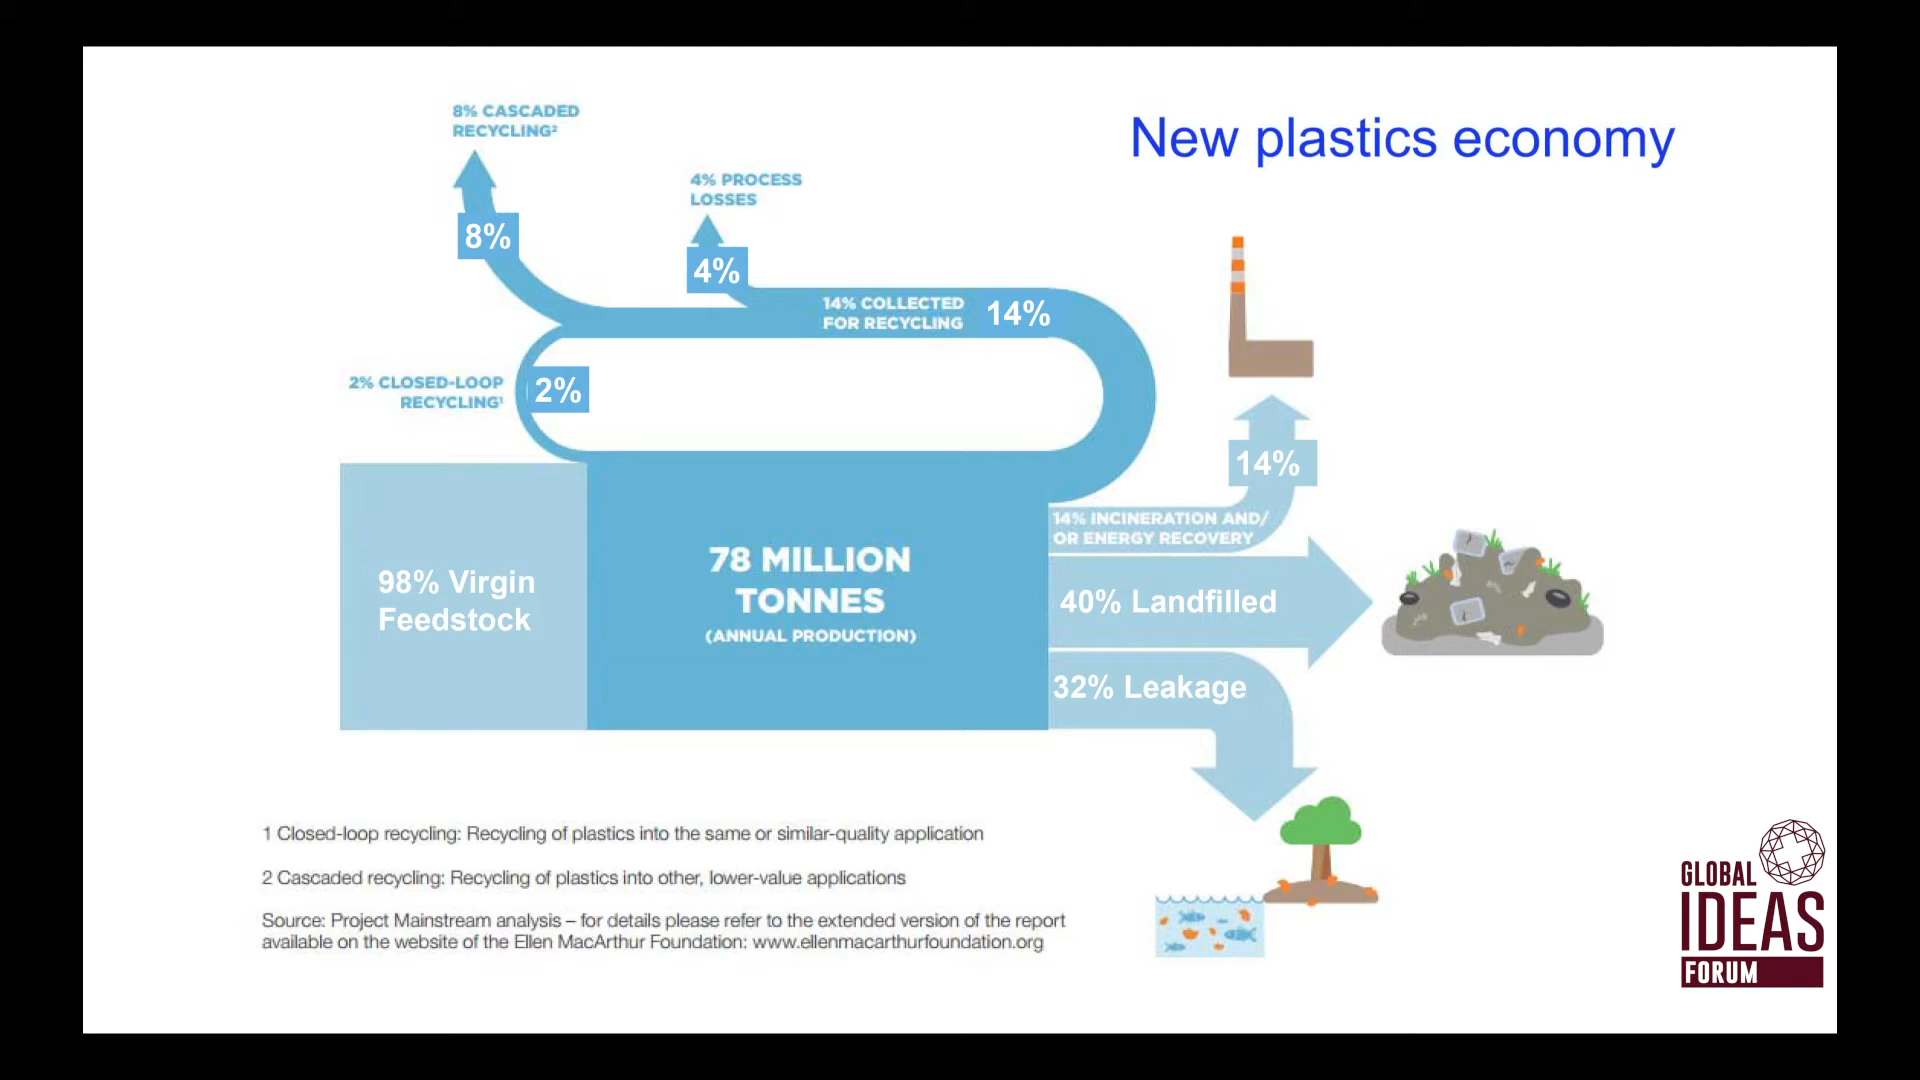 New plastics economy
8% CASCADED
RECYCLING²
8%
4% PROCESS
LOSSES
4%
14% COLLECTED
FOR RECYCLING
14%
2% CLOSED-LOOP
RECYCLING¹
2%
14%
14% INCINERATION AND/
OR ENERGY RECOVERY
98% Virgin
Feedstock
78 MILLION
TONNES
(ANNUAL PRODUCTION)
40% Landfilled
32% Leakage
1 Closed-loop recycling: Recycling of plastics into the same or similar-quality application
2 Cascaded recycling: Recycling of plastics into other, lower-value applications
Source: Project Mainstream analysis – for details please refer to the extended version of the report
available on the website of the Ellen MacArthur Foundation: www.ellenmacarthurfoundation.org
GLOBAL
IDEAS
FORUM